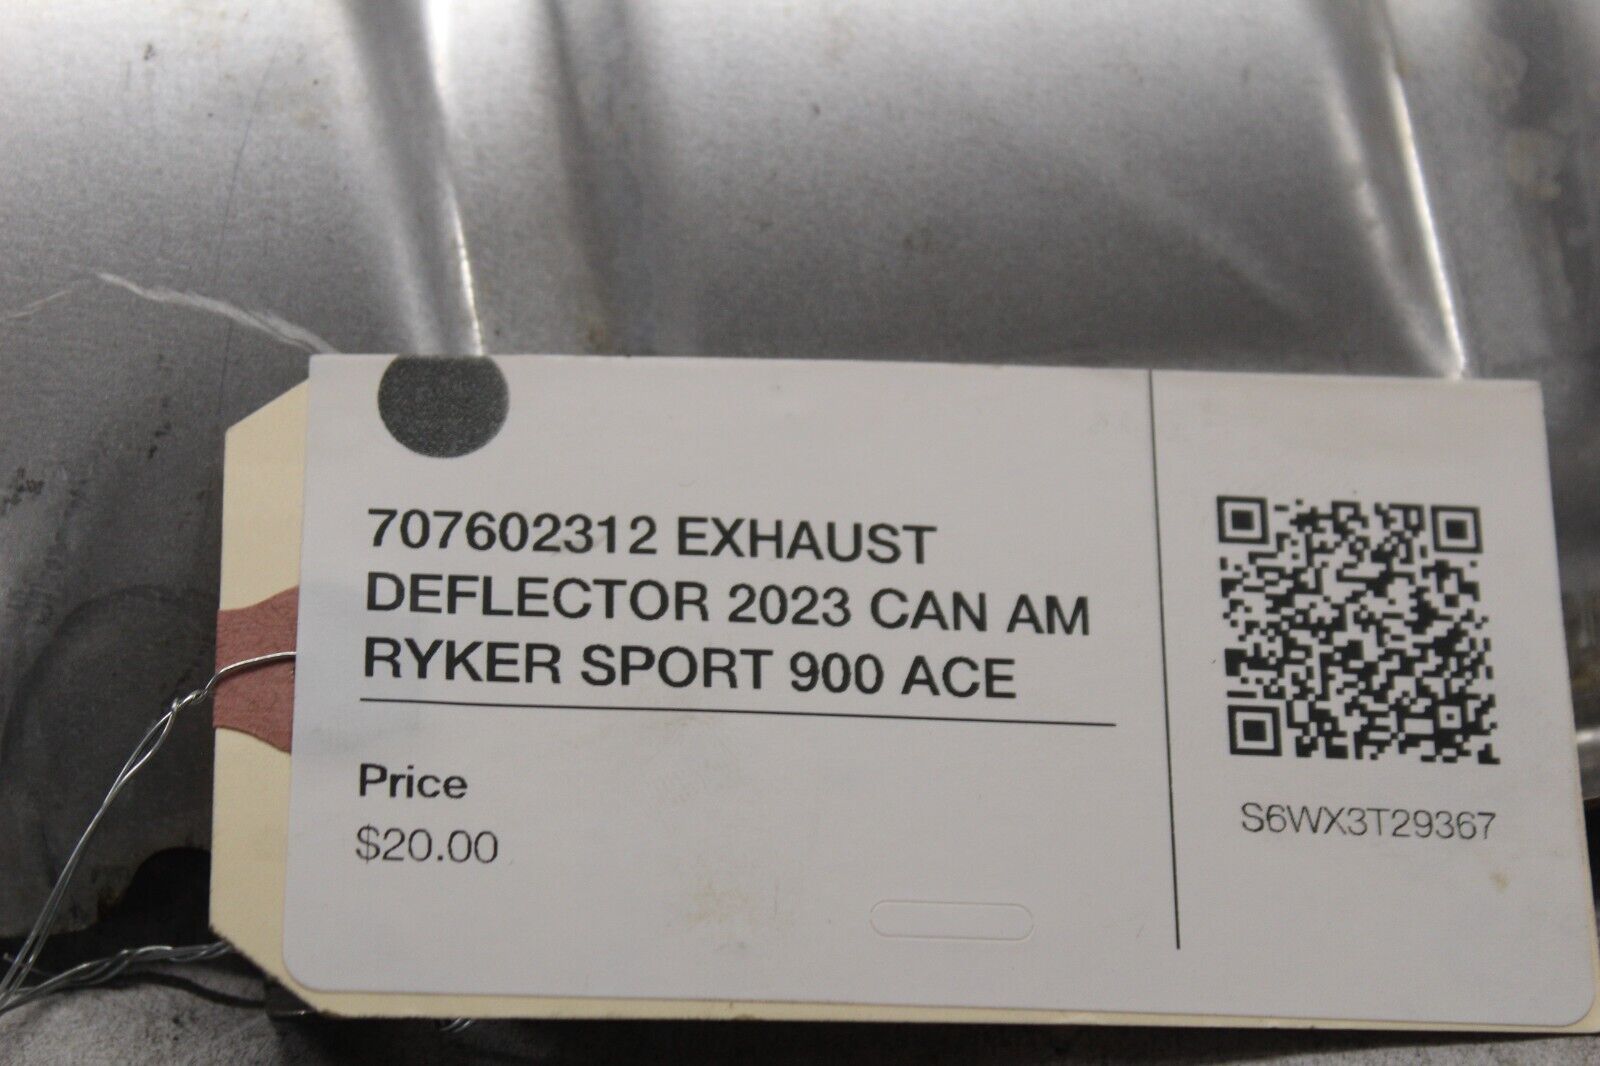 707602312 EXHAUST
DEFLECTOR 2023 CAN AM
RYKER SPORT 900 ACE
Price
$20.00
S6WX3T29367